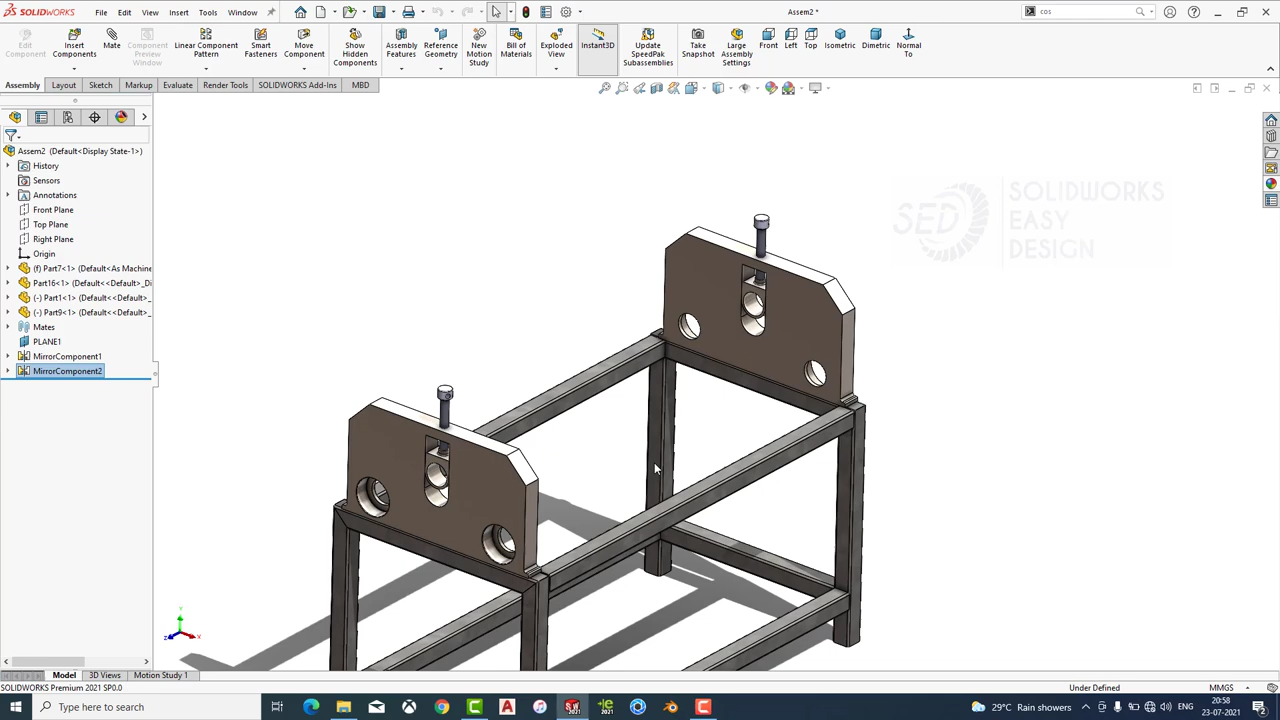 SOLIDWORKS
File Edit View Insert Tools Window
Assem2 *
cos
Edit Component
Insert Components
Mate
Component Preview Window
Linear Component Pattern
Smart Fasteners
Move Component
Show Hidden Components
Assembly Features
Reference Geometry
New Motion Study
Bill of Materials
Exploded View
Instant3D
Update SpeedPak Subassemblies
Take Snapshot
Large Assembly Settings
Front
Left
Top
Isometric
Dimetric
Normal To
Assembly Layout Sketch Markup Evaluate Render Tools SOLIDWORKS Add-Ins MBD
Assem2 (Default<Display State-1>)
History
Sensors
Annotations
Front Plane
Top Plane
Right Plane
Origin
(f) Part7<1> (Default<As Machine
Part16<1> (Default<<Default>_Di
(-) Part1<1> (Default<<Default>_
(-) Part9<1> (Default<<Default>_
Mates
PLANE1
MirrorComponent1
MirrorComponent2
SED
SOLIDWORKS
EASY
DESIGN
Model 3D Views Motion Study 1
SOLIDWORKS Premium 2021 SP0.0
Under Defined
MMGS
Type here to search
29°C Rain showers
ENG
20:58
23-07-2021